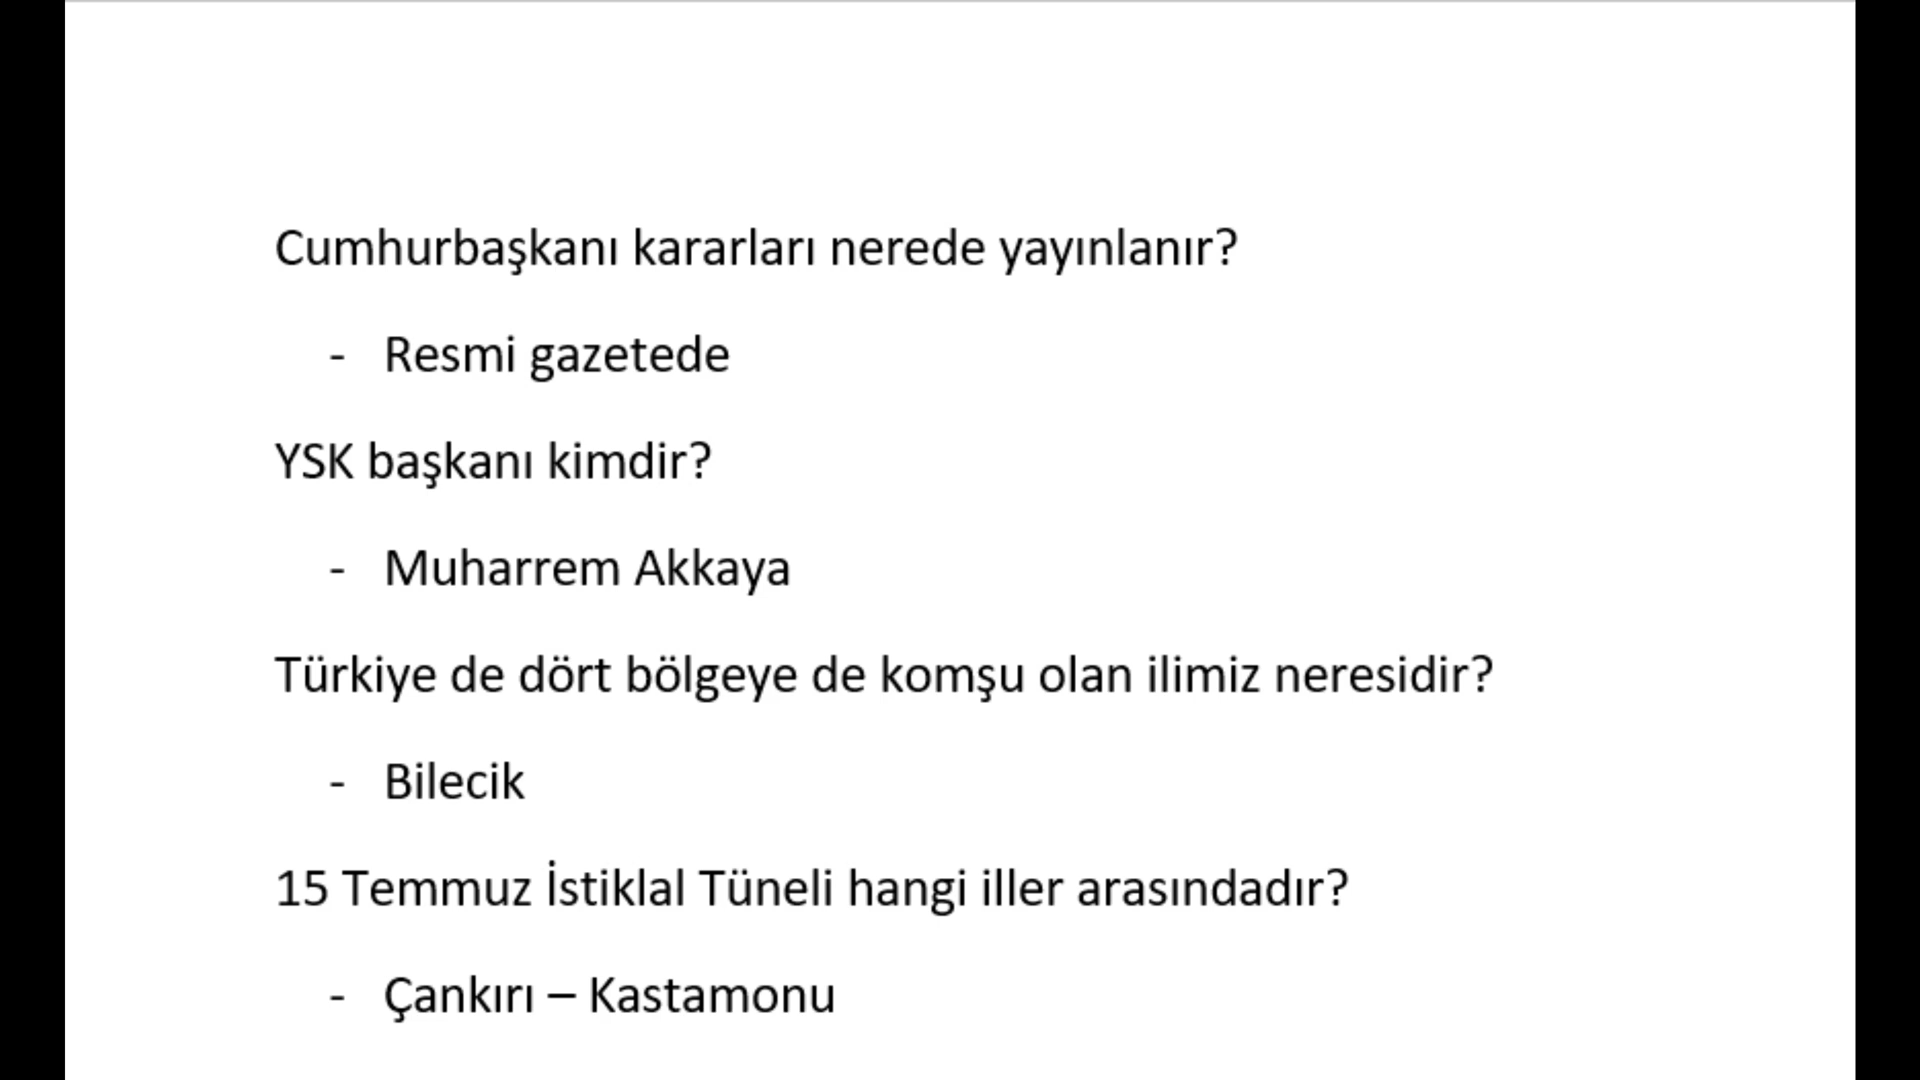 Cumhurbaşkanı kararları nerede yayınlanır?
- Resmi gazetede
YSK başkanı kimdir?
- Muharrem Akkaya
Türkiye de dört bölgeye de komşu olan ilimiz neresidir?
- Bilecik
15 Temmuz İstiklal Tüneli hangi iller arasındadır?
- Çankırı – Kastamonu